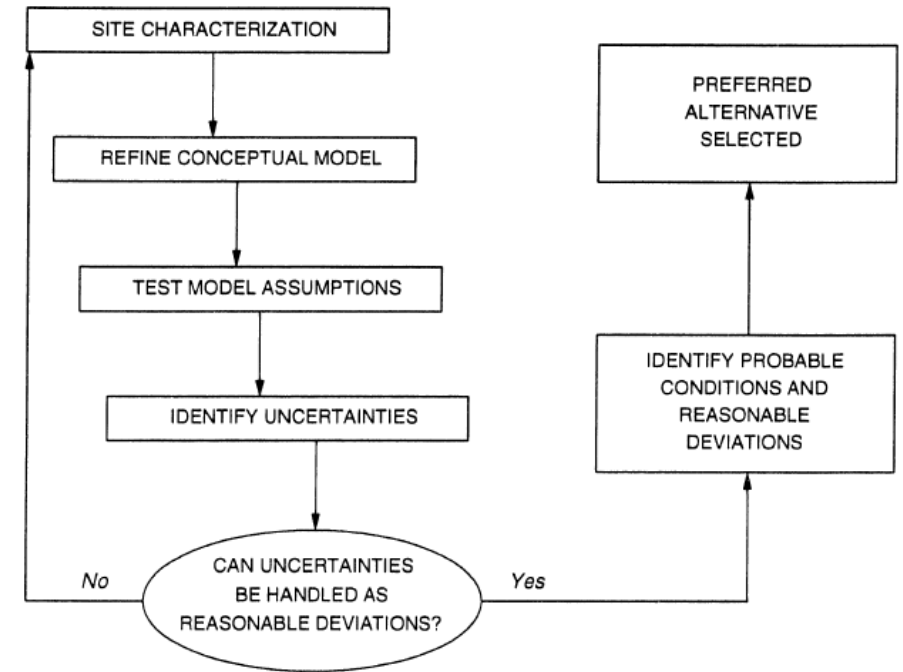 SITE CHARACTERIZATION
REFINE CONCEPTUAL MODEL
TEST MODEL ASSUMPTIONS
IDENTIFY UNCERTAINTIES
CAN UNCERTAINTIES
BE HANDLED AS
REASONABLE DEVIATIONS?
No
Yes
IDENTIFY PROBABLE
CONDITIONS AND
REASONABLE
DEVIATIONS
PREFERRED
ALTERNATIVE
SELECTED